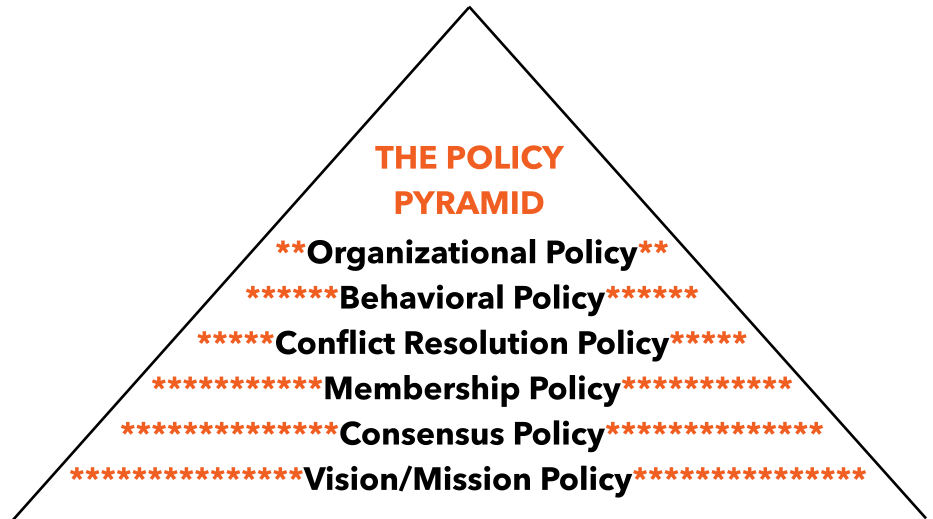 THE POLICY
PYRAMID
**Organizational Policy**
******Behavioral Policy******
*****Conflict Resolution Policy*****
***********Membership Policy***********
**************Consensus Policy**************
***************Vision/Mission Policy***************